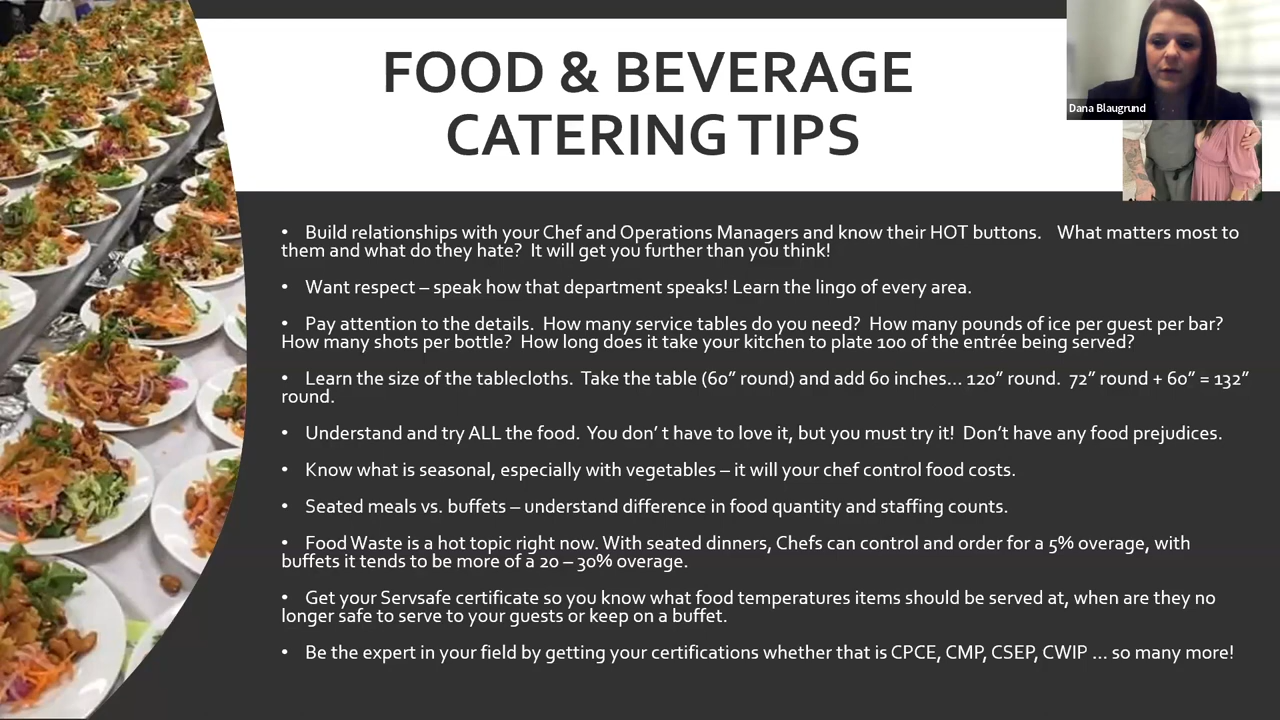 FOOD & BEVERAGE
CATERING TIPS
Dana Blaugrund
• Build relationships with your Chef and Operations Managers and know their HOT buttons. What matters most to
them and what do they hate? It will get you further than you think!
• Want respect – speak how that department speaks! Learn the lingo of every area.
• Pay attention to the details. How many service tables do you need? How many pounds of ice per guest per bar?
How many shots per bottle? How long does it take your kitchen to plate 100 of the entrée being served?
• Learn the size of the tablecloths. Take the table (60” round) and add 60 inches… 120” round. 72” round + 60” = 132”
round.
• Understand and try ALL the food. You don’ t have to love it, but you must try it! Don’t have any food prejudices.
• Know what is seasonal, especially with vegetables – it will your chef control food costs.
• Seated meals vs. buffets – understand difference in food quantity and staffing counts.
• Food Waste is a hot topic right now. With seated dinners, Chefs can control and order for a 5% overage, with
buffets it tends to be more of a 20 – 30% overage.
• Get your Servsafe certificate so you know what food temperatures items should be served at, when are they no
longer safe to serve to your guests or keep on a buffet.
• Be the expert in your field by getting your certifications whether that is CPCE, CMP, CSEP, CWIP … so many more!